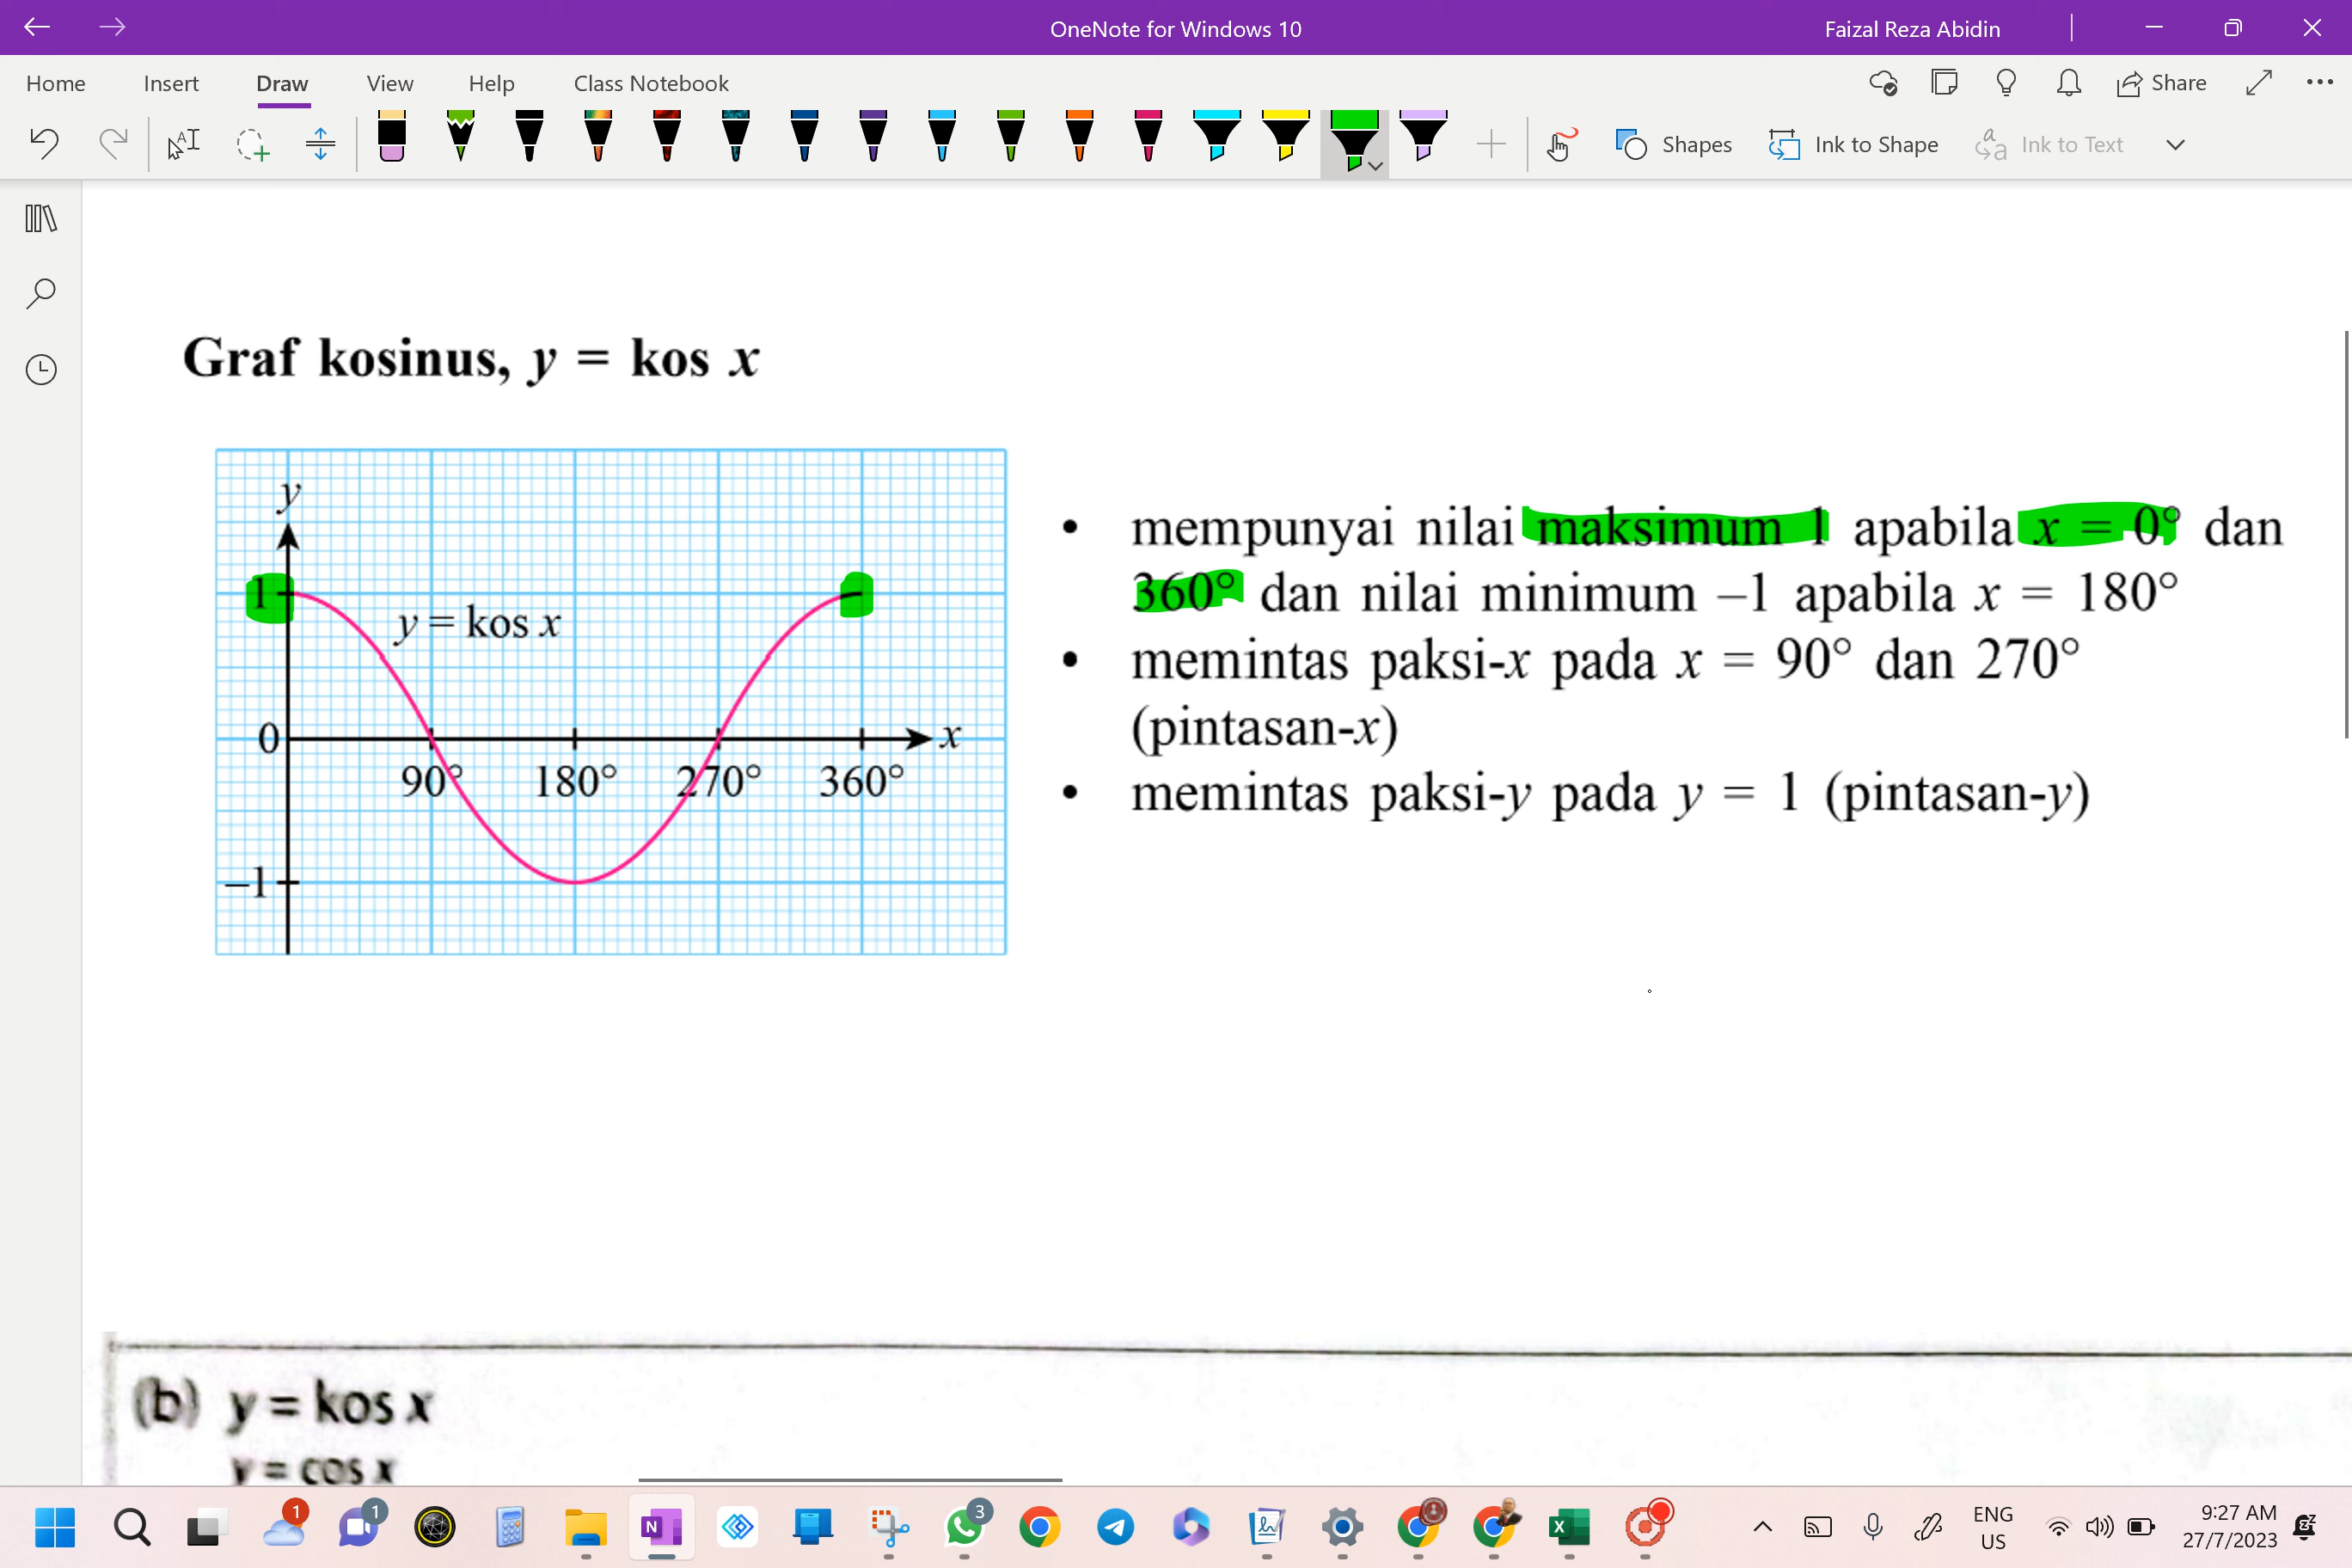 OneNote for Windows 10
Faizal Reza Abidin
Home Insert Draw View Help Class Notebook
Share
Shapes
Ink to Shape
Ink to Text
Graf kosinus, y = kos x
y
1
y = kos x
0
x
90° 180° 270° 360°
–1
• mempunyai nilai maksimum 1 apabila x = 0° dan
360° dan nilai minimum –1 apabila x = 180°
• memintas paksi-x pada x = 90° dan 270°
(pintasan-x)
• memintas paksi-y pada y = 1 (pintasan-y)
(b) y = kos x
y = cos x
1
1
3
ENG
US
9:27 AM
27/7/2023